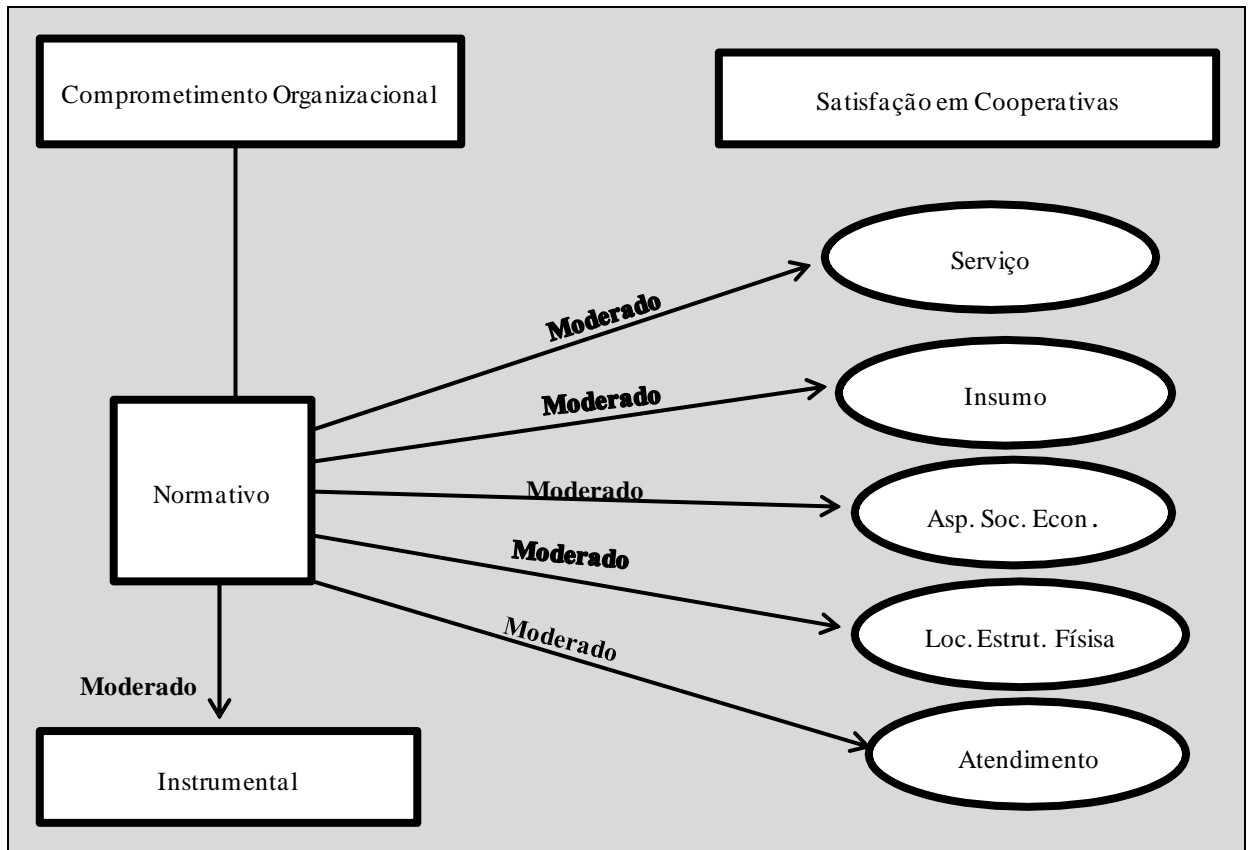 Comprometimento Organizacional
Satisfação em Cooperativas
Serviço
Moderado
Insumo
Moderado
Normativo
Moderado
Asp. Soc. Econ.
Moderado
Loc. Estrut. Físisa
Moderado
Moderado
Atendimento
Instrumental